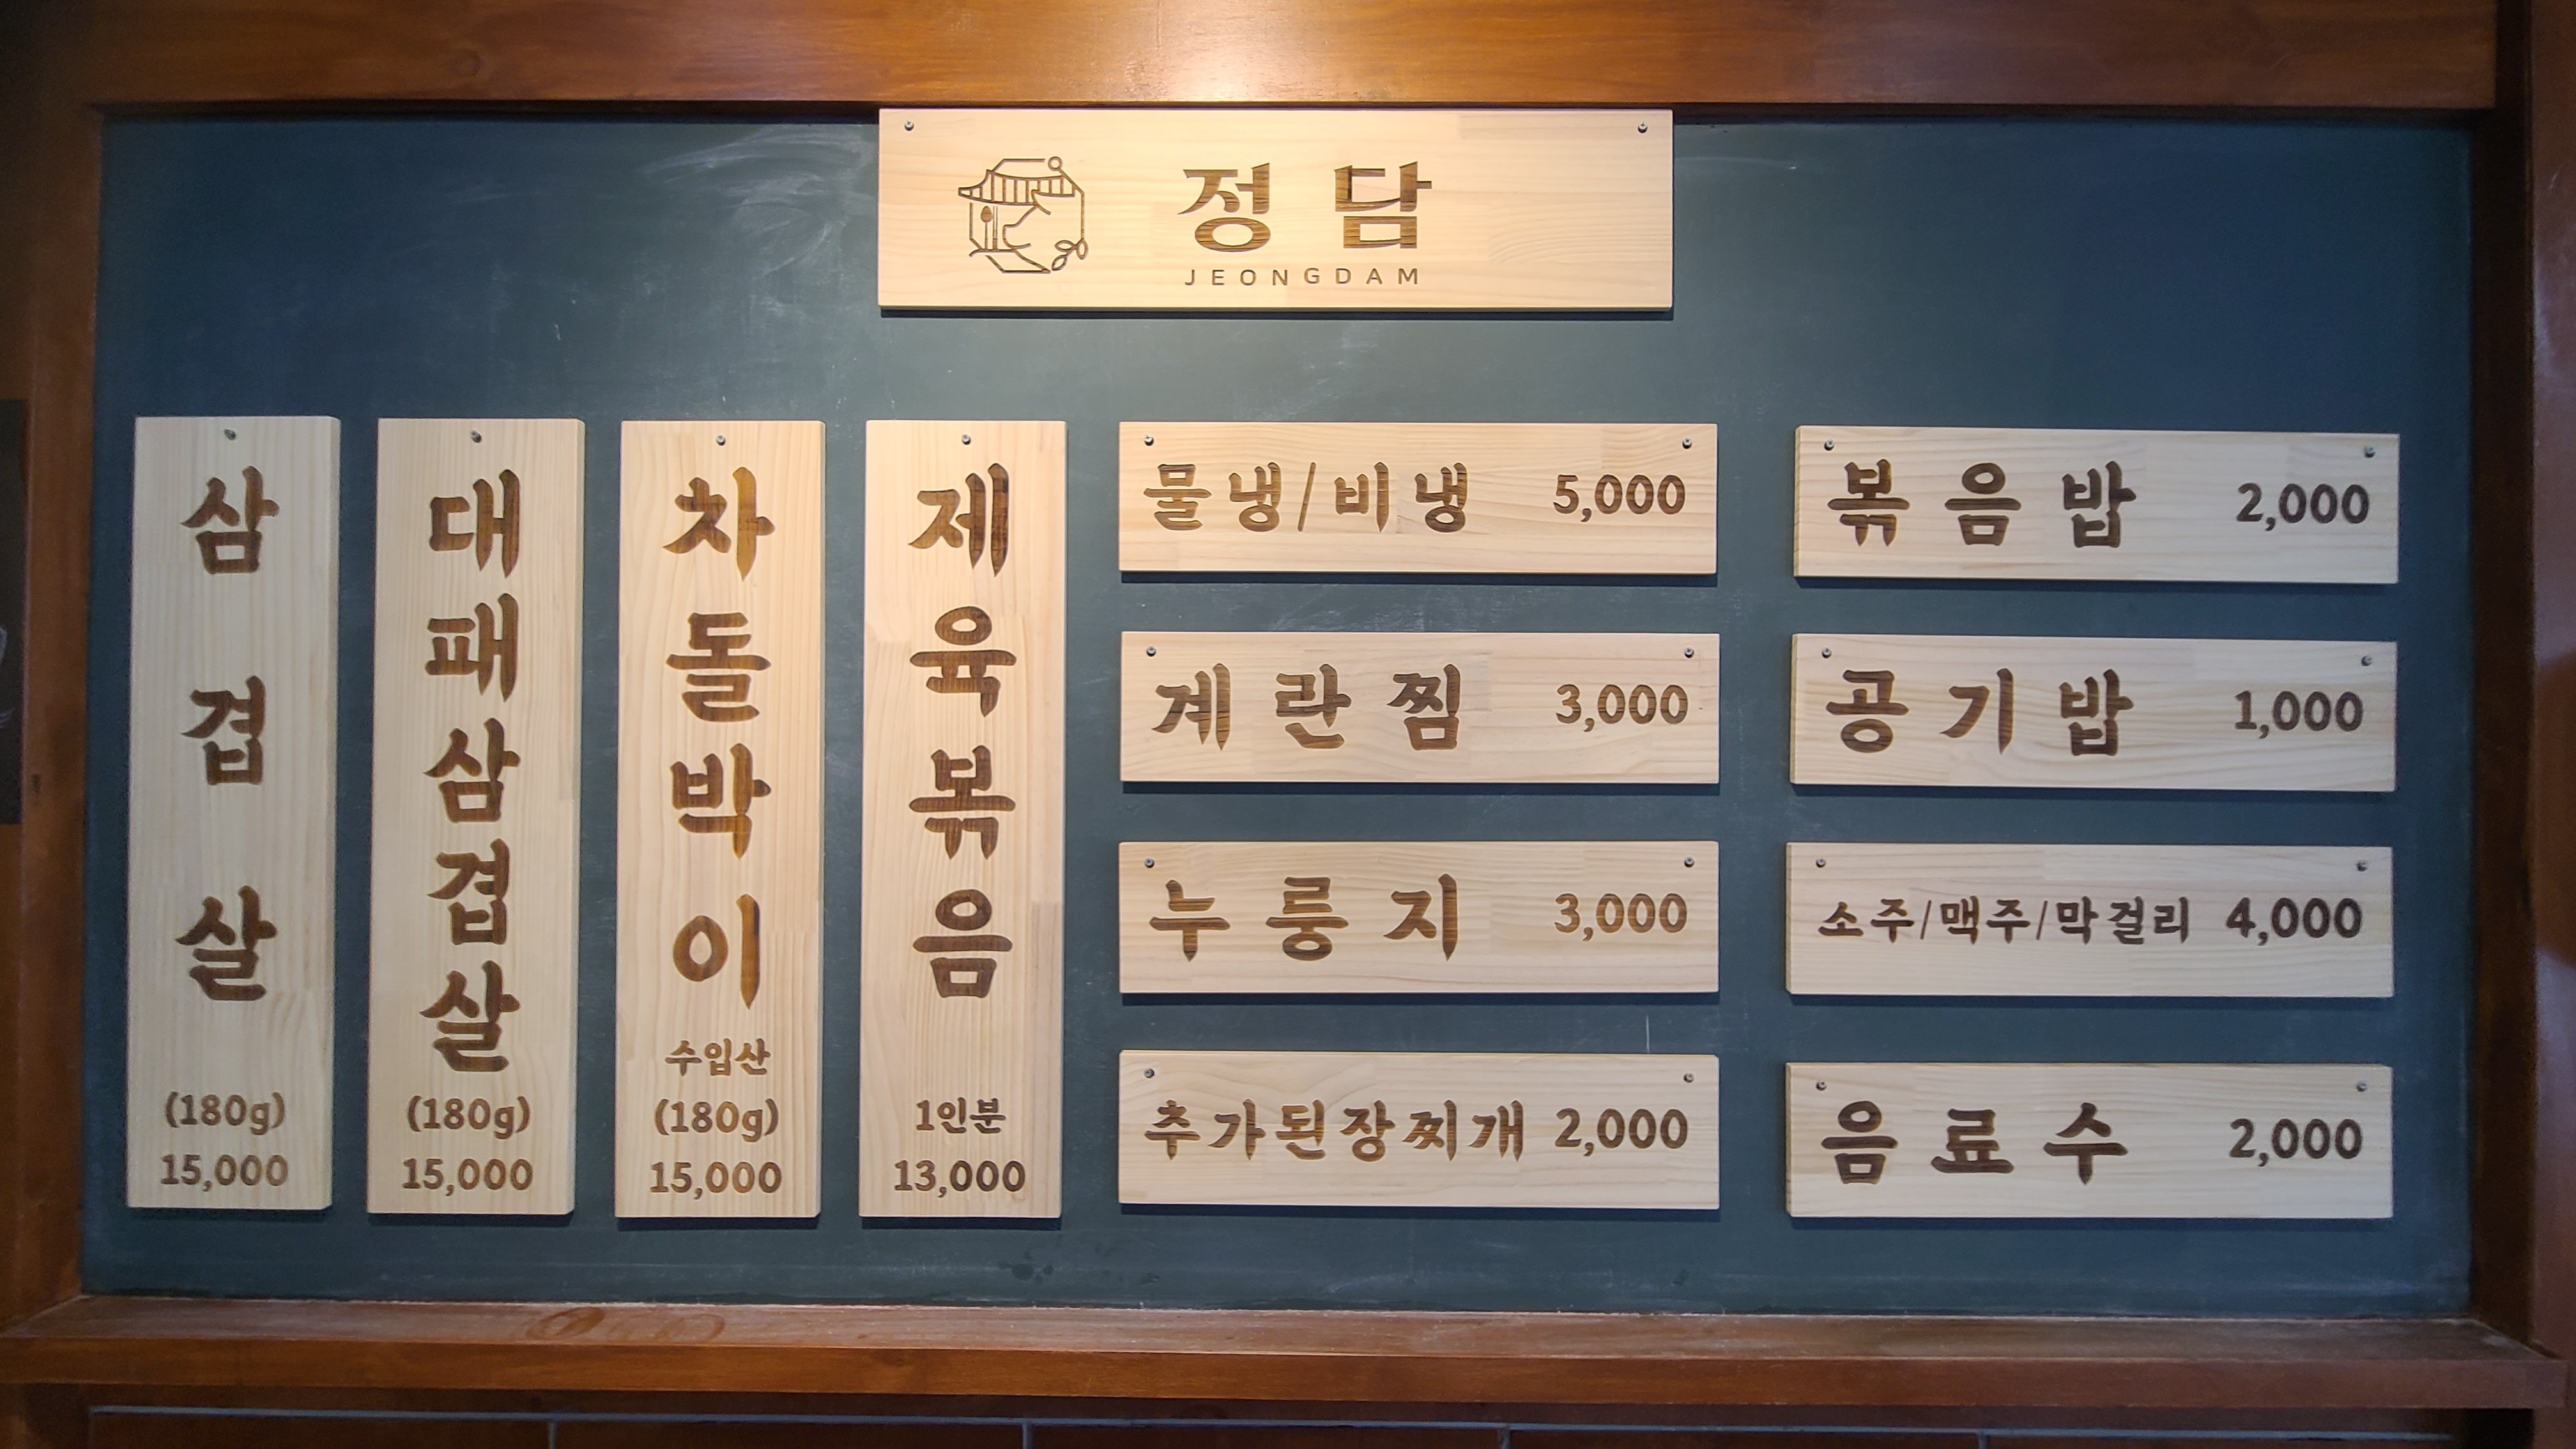 정담
JEONGDAM
삼겹살
(180g)
15,000
대패삼겹살
(180g)
15,000
차돌박이
수입산
(180g)
15,000
제육볶음
1인분
13,000
물냉/비냉 5,000
계란찜 3,000
누룽지 3,000
추가된장찌개 2,000
볶음밥 2,000
공기밥 1,000
소주/맥주/막걸리 4,000
음료수 2,000